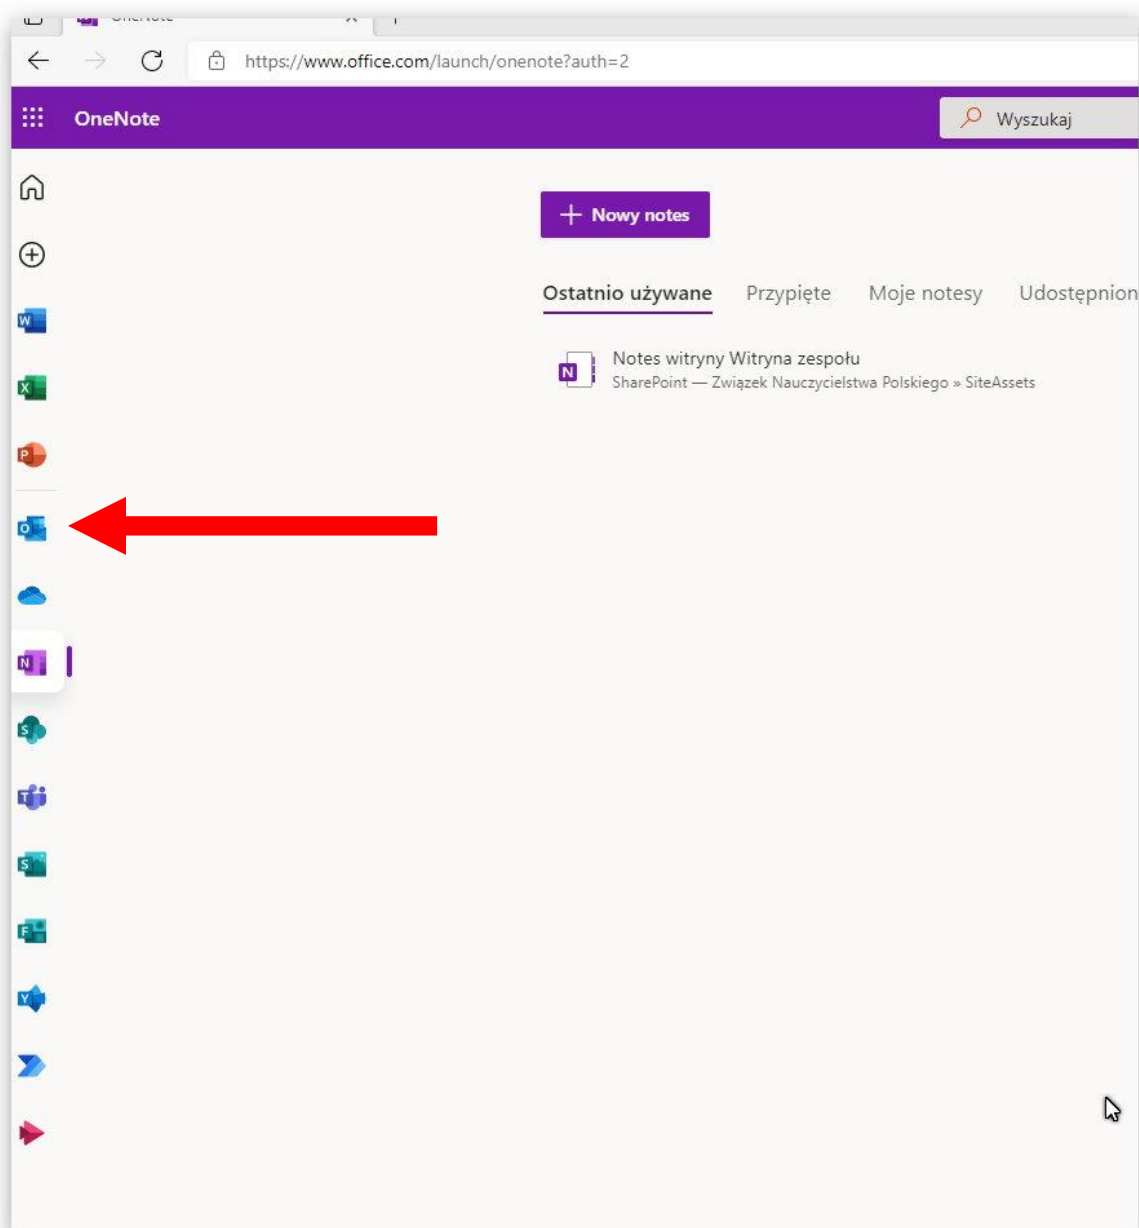 https://www.office.com/launch/onenote?auth=2
OneNote
Wyszukaj
W
X
P
O
N
S
T
S
F
Y
+ Nowy notes
Ostatnio używane Przypięte Moje notesy Udostępnion
N
Notes witryny Witryna zespołu
SharePoint — Związek Nauczycielstwa Polskiego » SiteAssets